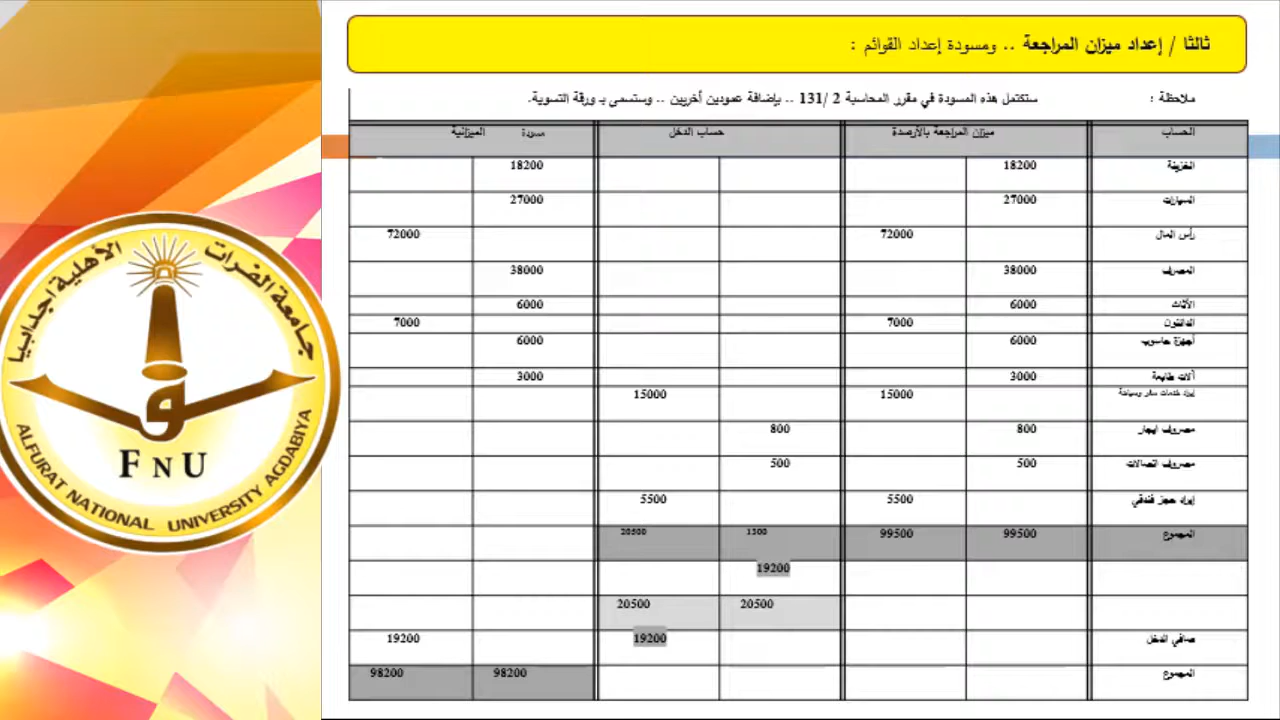 ثالثا / إعداد ميزان المراجعة .. ومسودة إعداد القوائم :
ملاحظة : ستكتمل هذه المسودة في مقرر المحاسبة 2 /131 .. بإضافة عمودين أخريين .. وستسمى بـ ورقة التسوية.
الحساب ميزان المراجعة بالأرصدة حساب الدخل مسودة الميزانية
الخزينة 18200 18200
السيارات 27000 27000
رأس المال 72000 72000
المصرف 38000 38000
الأثاث 6000 6000
الدائنون 7000 7000
أجهزة حاسوب 6000 6000
آلات طابعة 3000 3000
إيراد خدمات سفر وسياحة 15000 15000
مصروف ايجار 800 800
مصروف اتصالات 500 500
إيراد حجز فندقي 5500 5500
المجموع 99500 99500 1300 20500
19200
20500 20500
صافي الدخل 19200 19200
المجموع 98200 98200
جامعة الفرات الأهلية اجدابيا
FNU
ALFURAT NATIONAL UNIVERSITY AGDABIYA